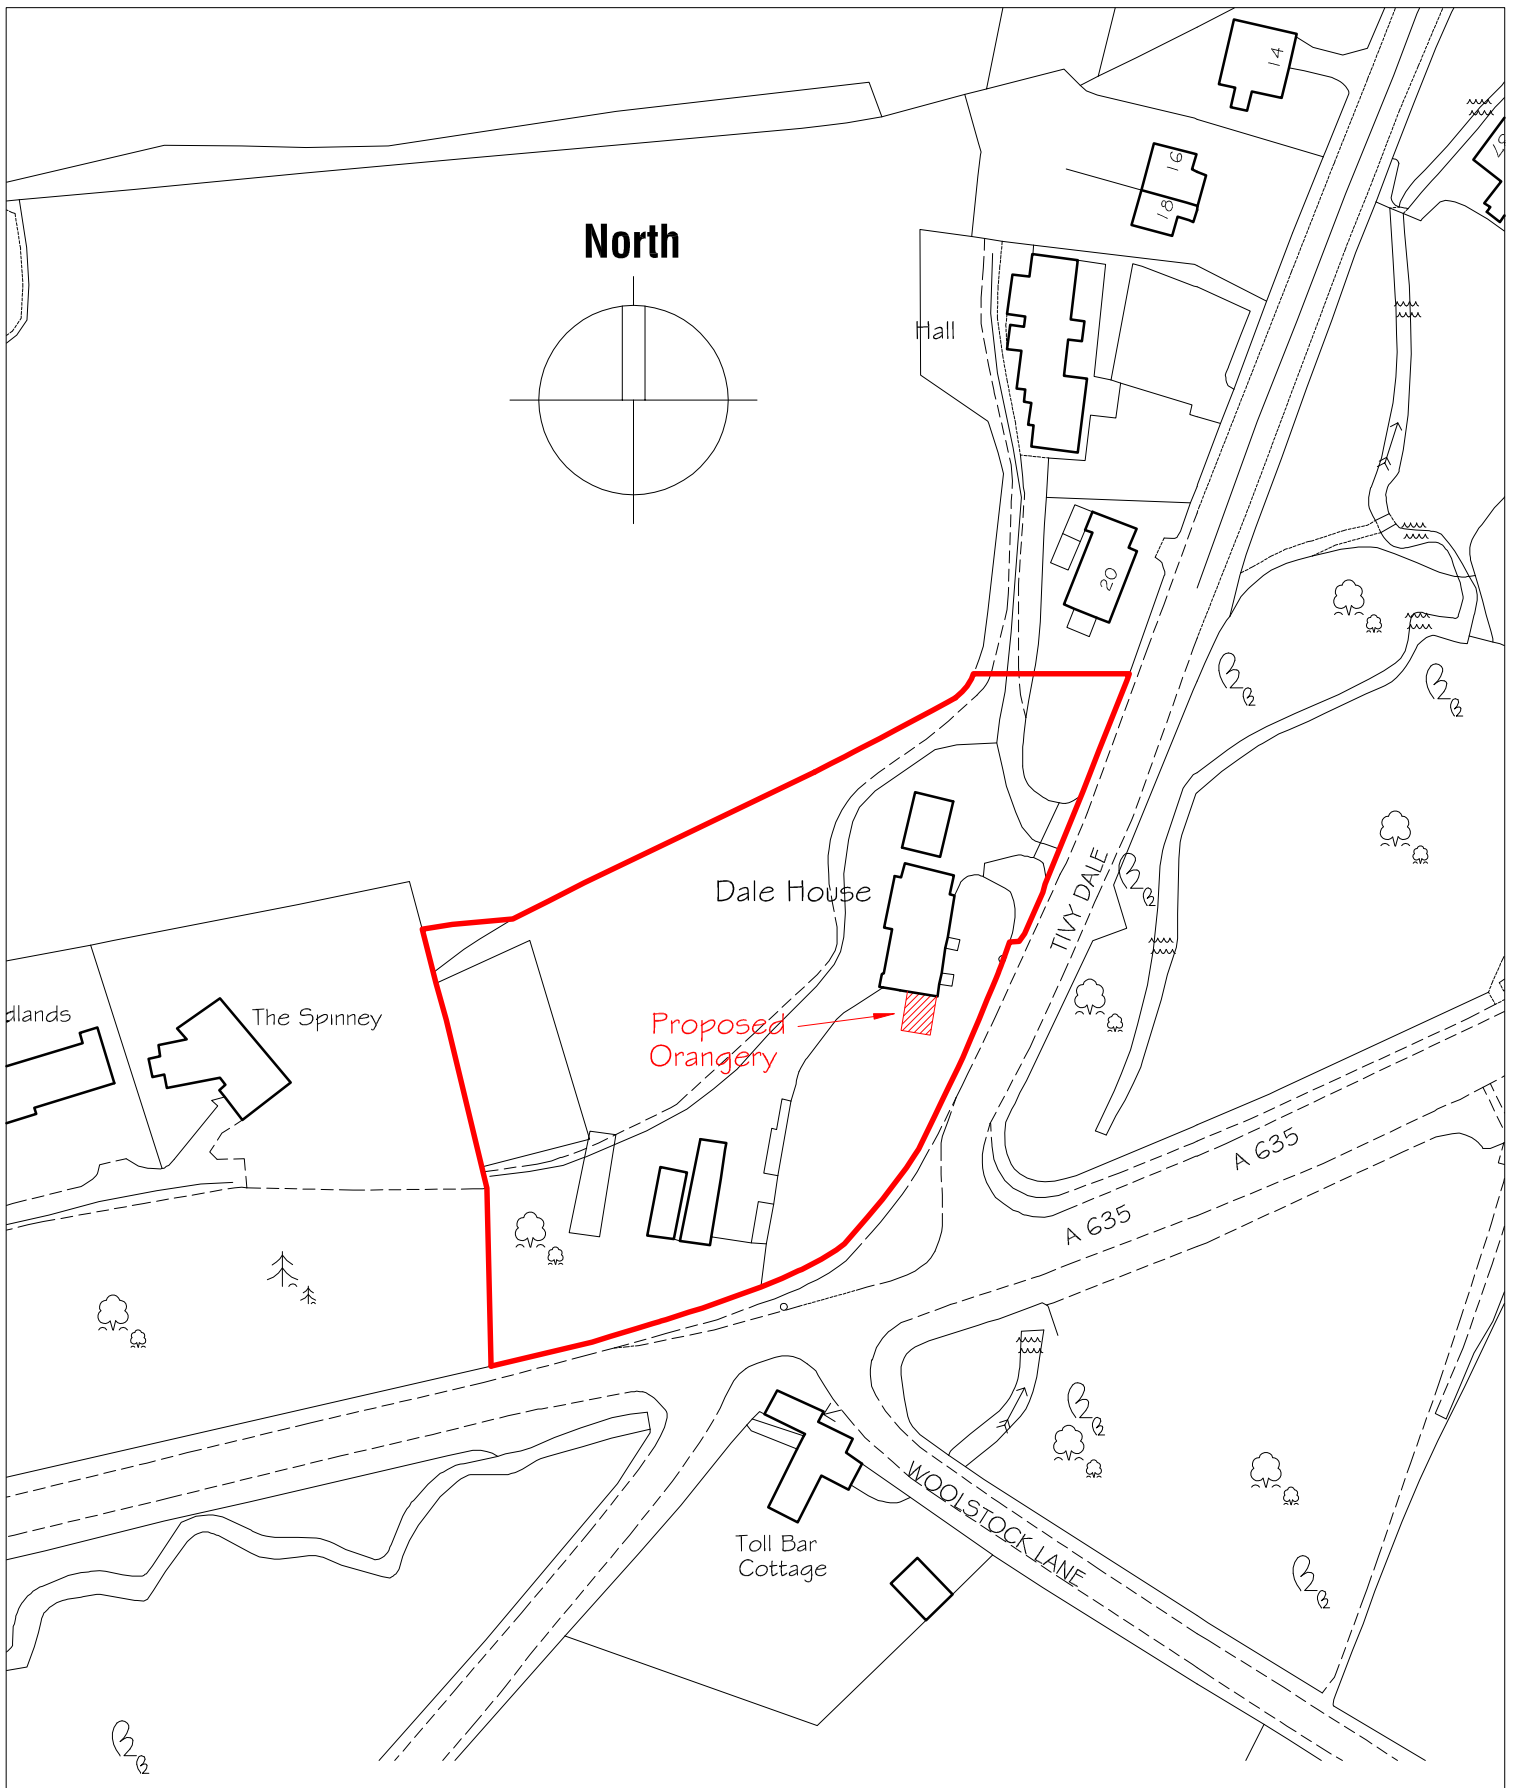 14
16
18
North
Hall
20
TIVY DALE
Dale House
dlands
The Spinney
Proposed
Orangery
A 635
A 635
WOOLSTOCK LANE
Toll Bar
Cottage